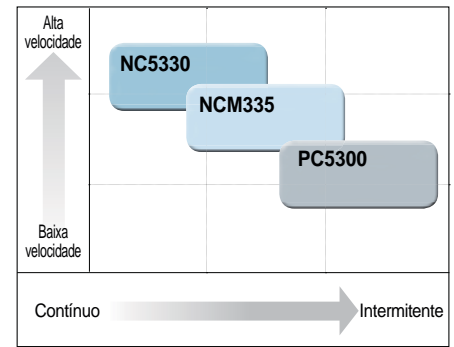 Alta
velocidade
NC5330
NCM335
PC5300
Baixa
velocidade
Contínuo
Intermitente